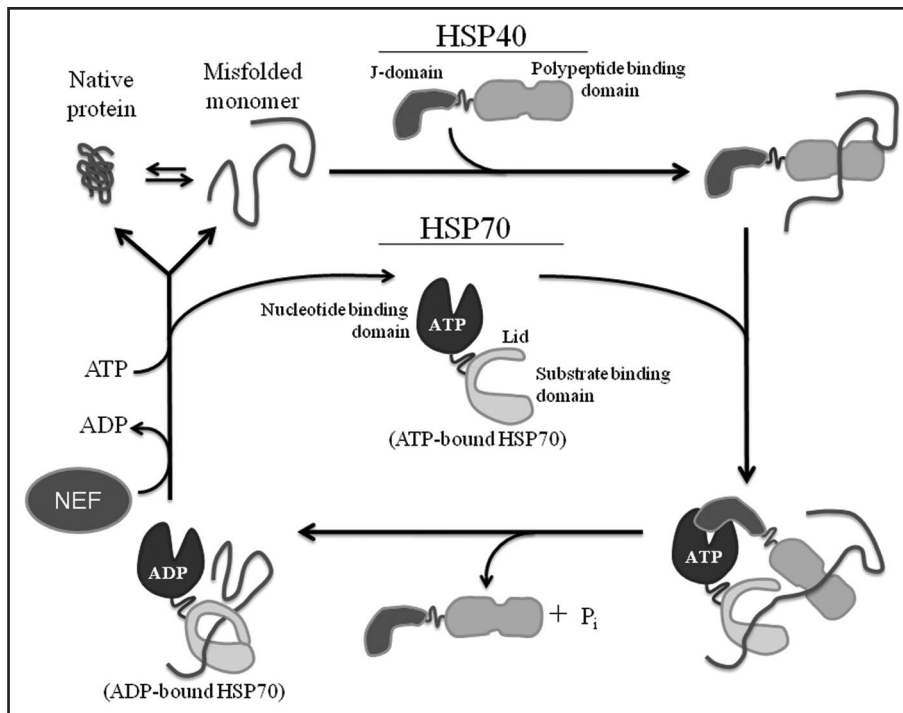 HSP40
J-domain
Polypeptide binding
domain
Native
protein
Misfolded
monomer
HSP70
Nucleotide binding
domain
ATP
Lid
Substrate binding
domain
(ATP-bound HSP70)
ATP
ADP
NEF
ADP
(ADP-bound HSP70)
+ Pi
ATP